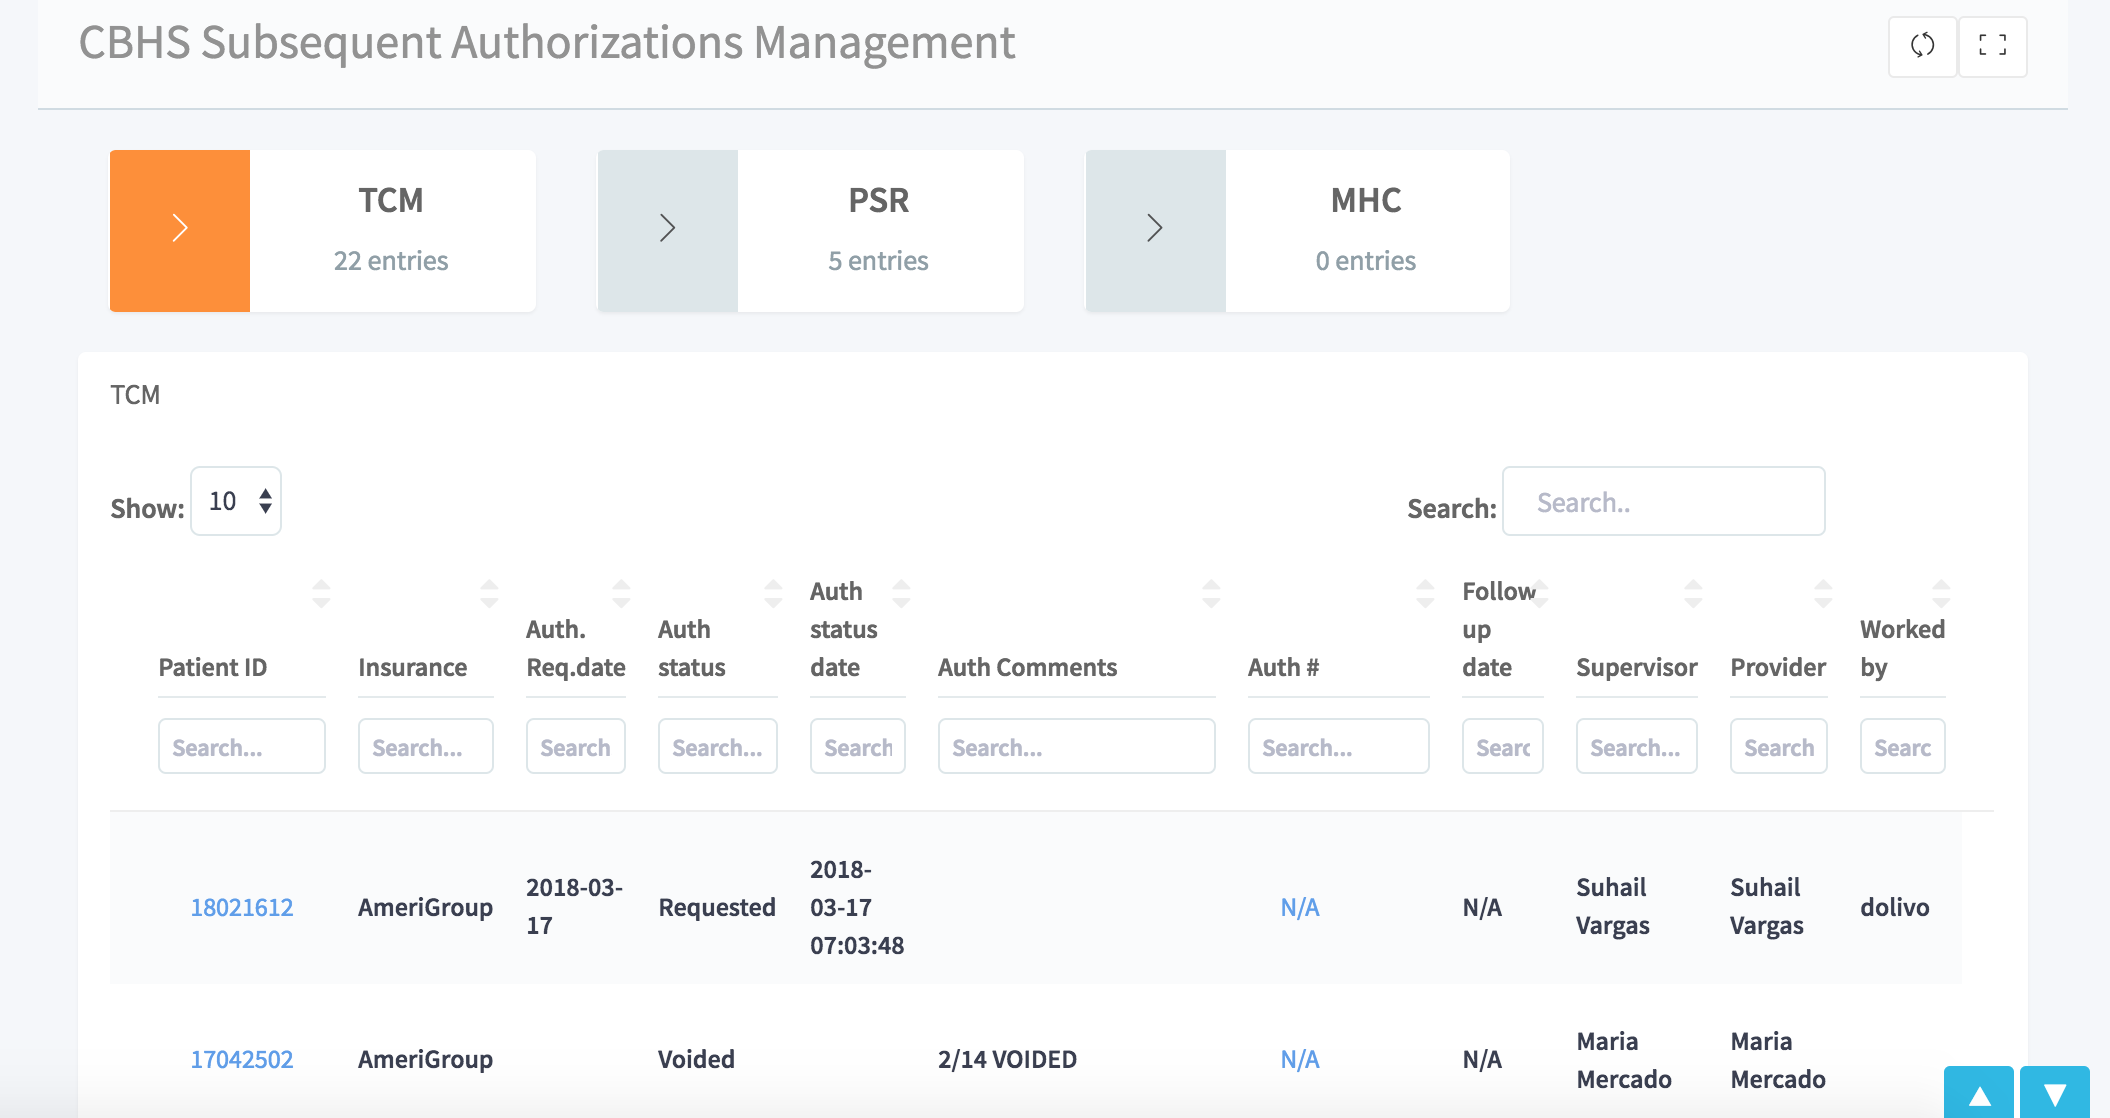 CBHS Subsequent Authorizations Management
TCM
22 entries
PSR
5 entries
MHC
0 entries
TCM
Show: 10
Search: Search..
Patient ID
Insurance
Auth.
Req.date
Auth
status
Auth
status
date
Auth Comments
Auth #
Follow
up
date
Supervisor
Provider
Worked
by
Search... Search... Search Search... Search Search... Search... Searc Search... Search Searc
18021612
AmeriGroup
2018-03-
17
Requested
2018-
03-17
07:03:48
N/A
N/A
Suhail
Vargas
Suhail
Vargas
dolivo
17042502
AmeriGroup
Voided
2/14 VOIDED
N/A
N/A
Maria
Mercado
Maria
Mercado